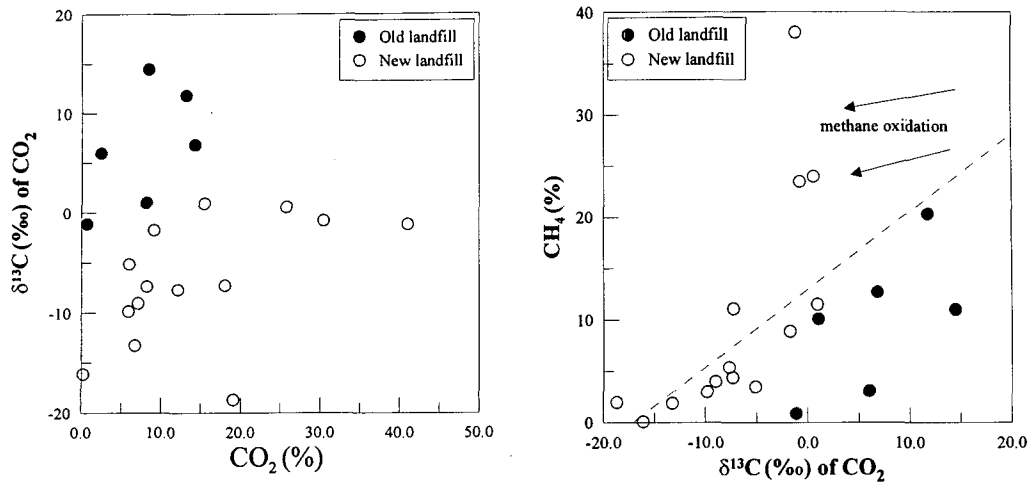 20
10
0
-10
-20
δ¹³C (‰) of CO₂
Old landfill
New landfill
0.0 10.0 20.0 30.0 40.0 50.0
CO₂ (%)
40
30
20
10
0
CH₄ (%)
Old landfill
New landfill
methane oxidation
-20.0 -10.0 0.0 10.0 20.0
δ¹³C (‰) of CO₂